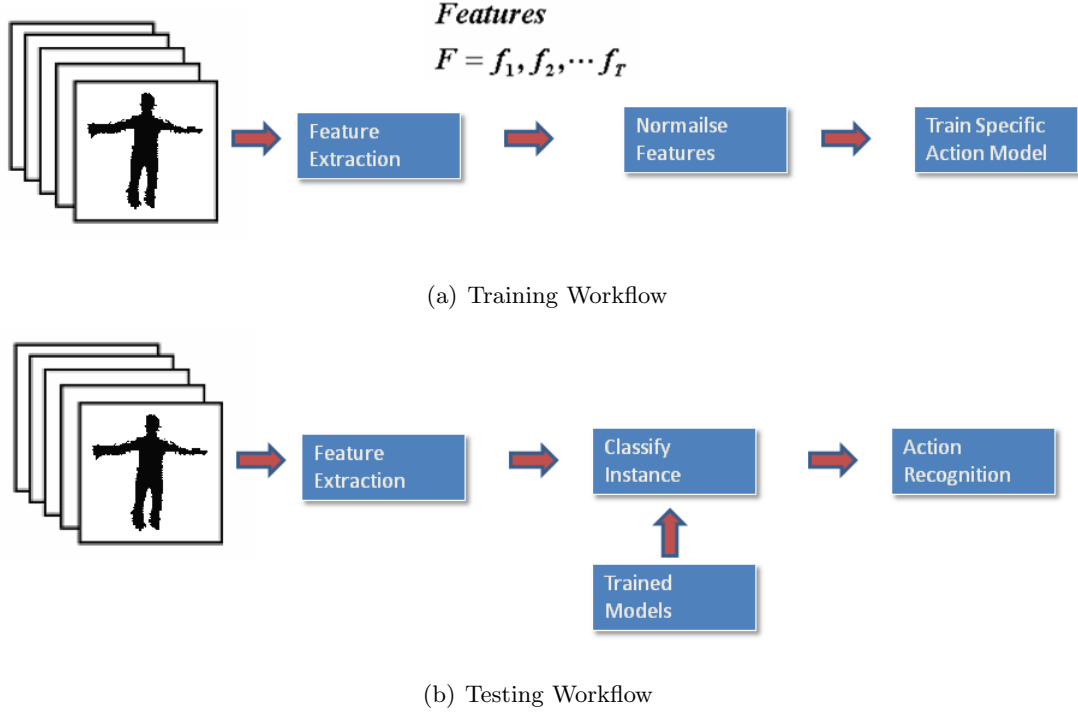 Features
F = f₁, f₂, ⋯ f_T
Feature
Extraction
Normailse
Features
Train Specific
Action Model
(a) Training Workflow
Feature
Extraction
Classify
Instance
Action
Recognition
Trained
Models
(b) Testing Workflow